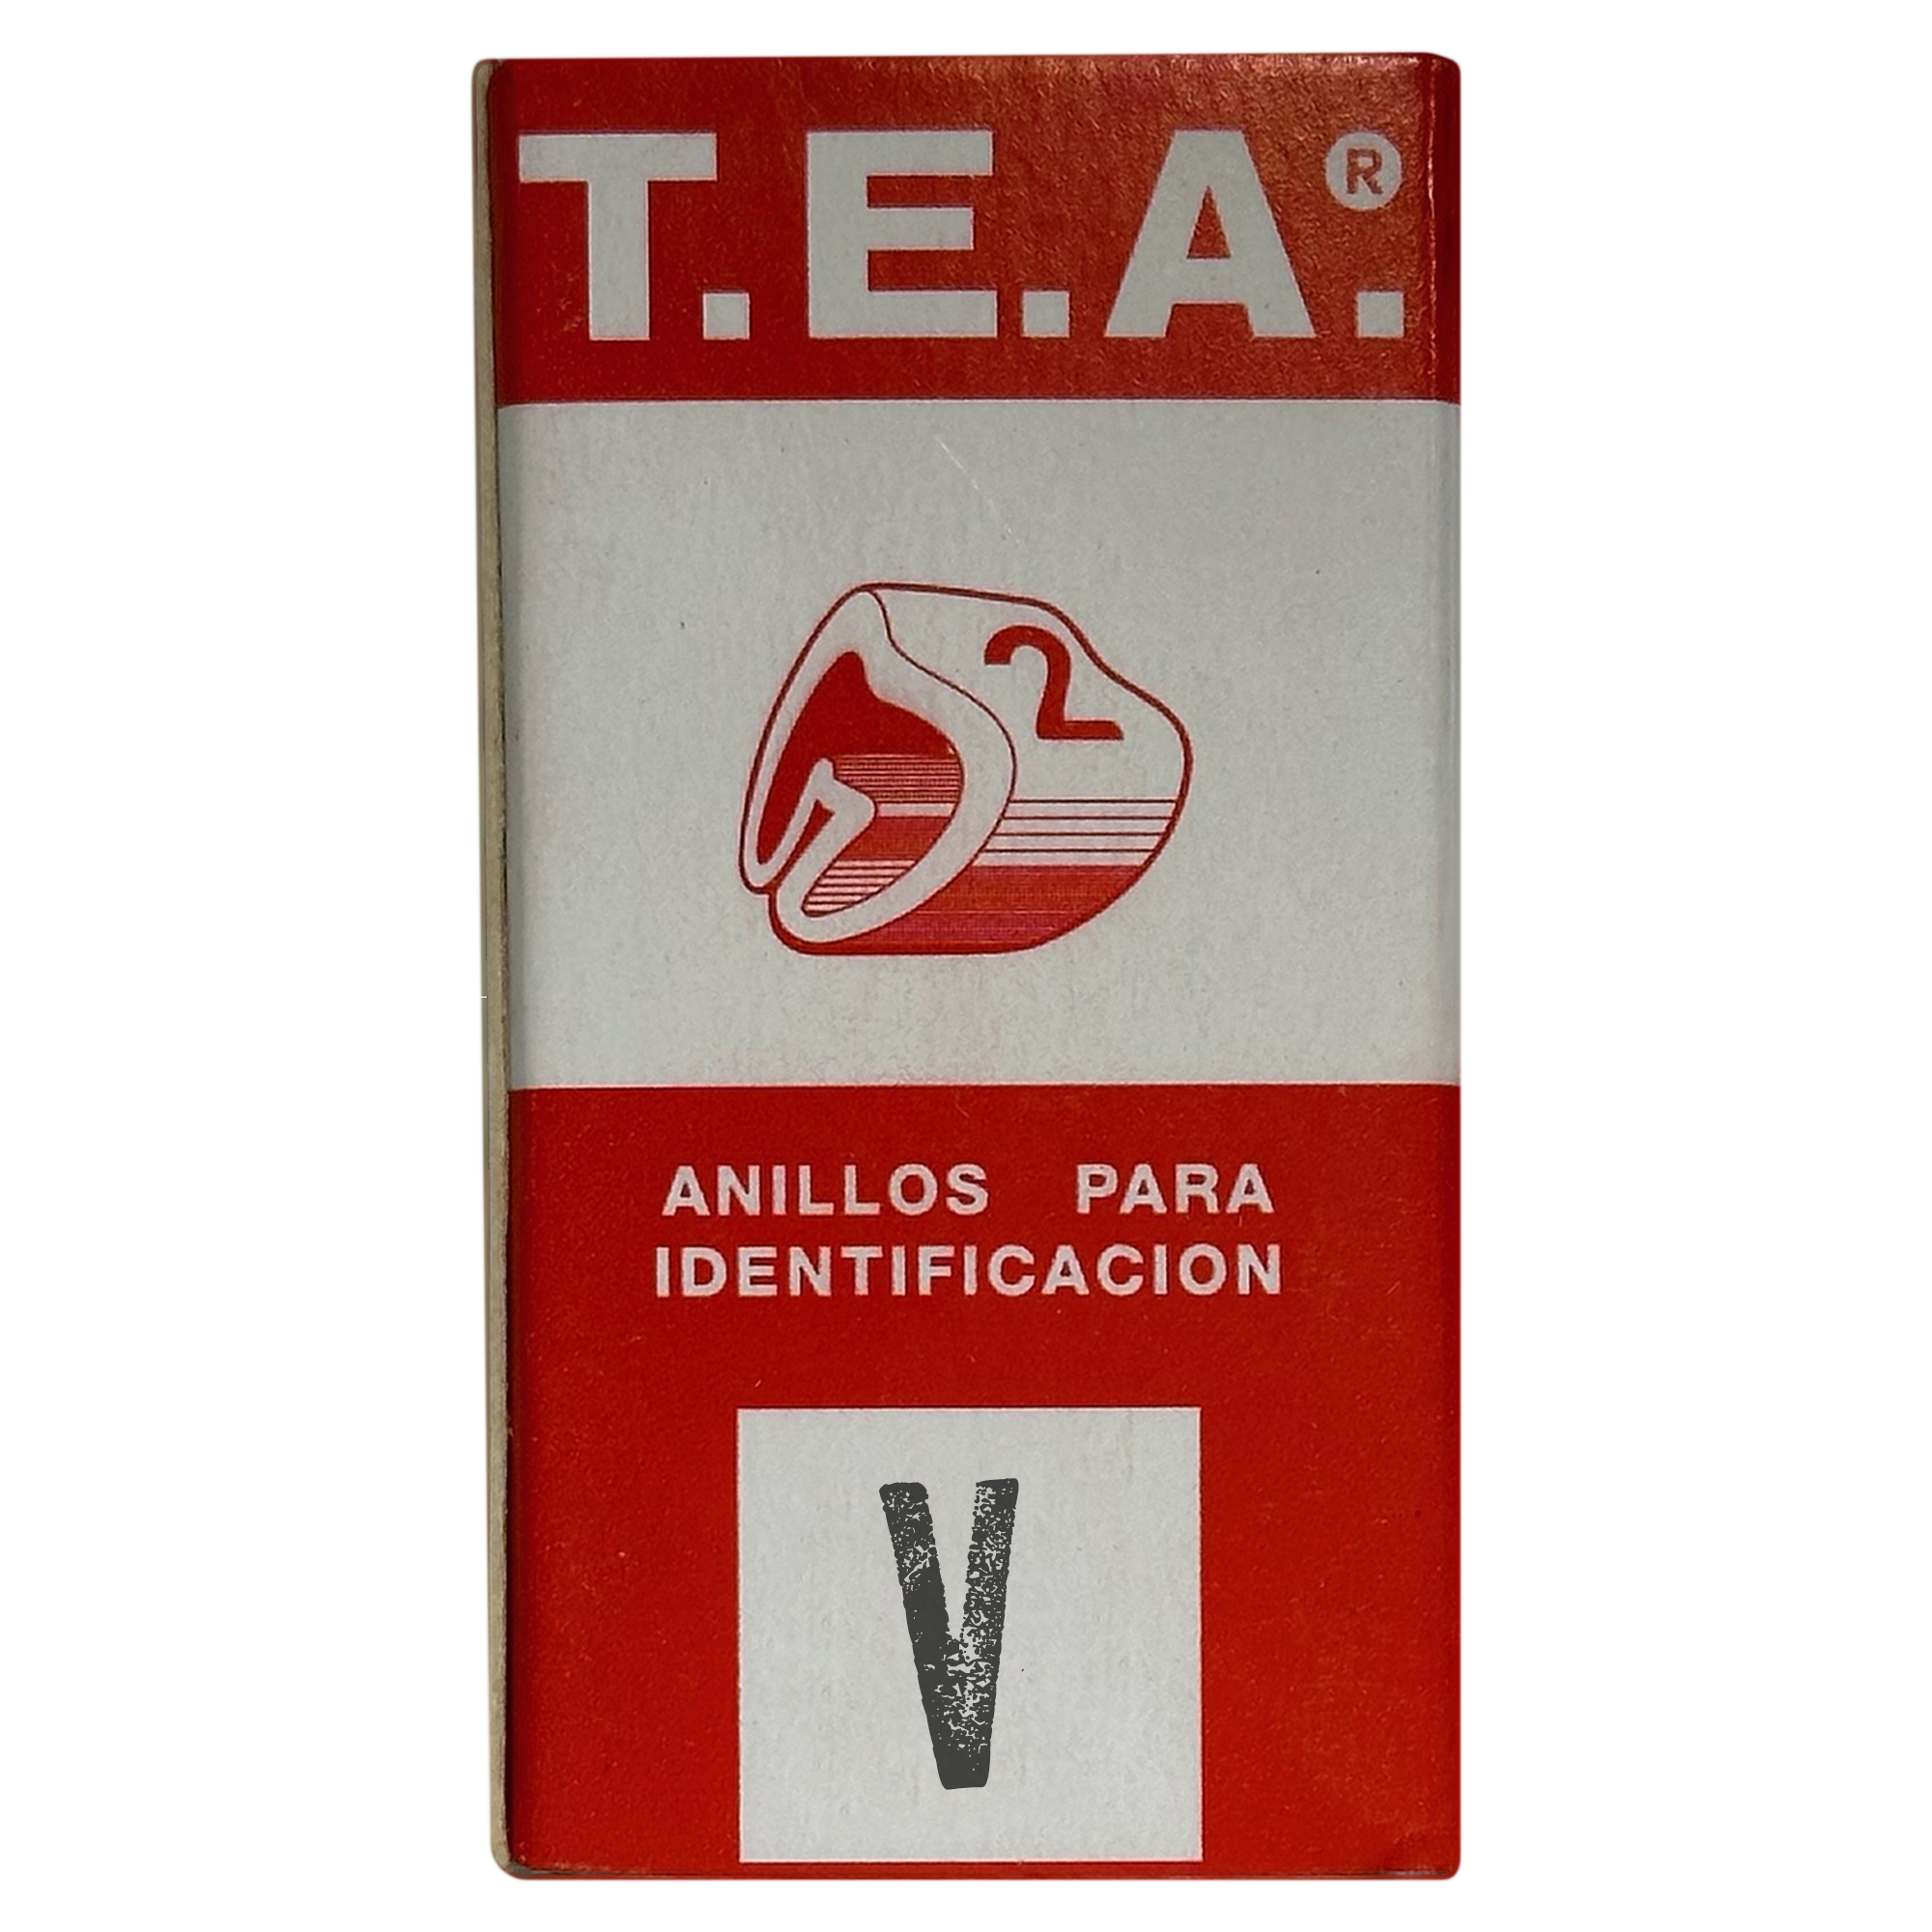 T.E.A.®
2
ANILLOS PARA
IDENTIFICACION
V